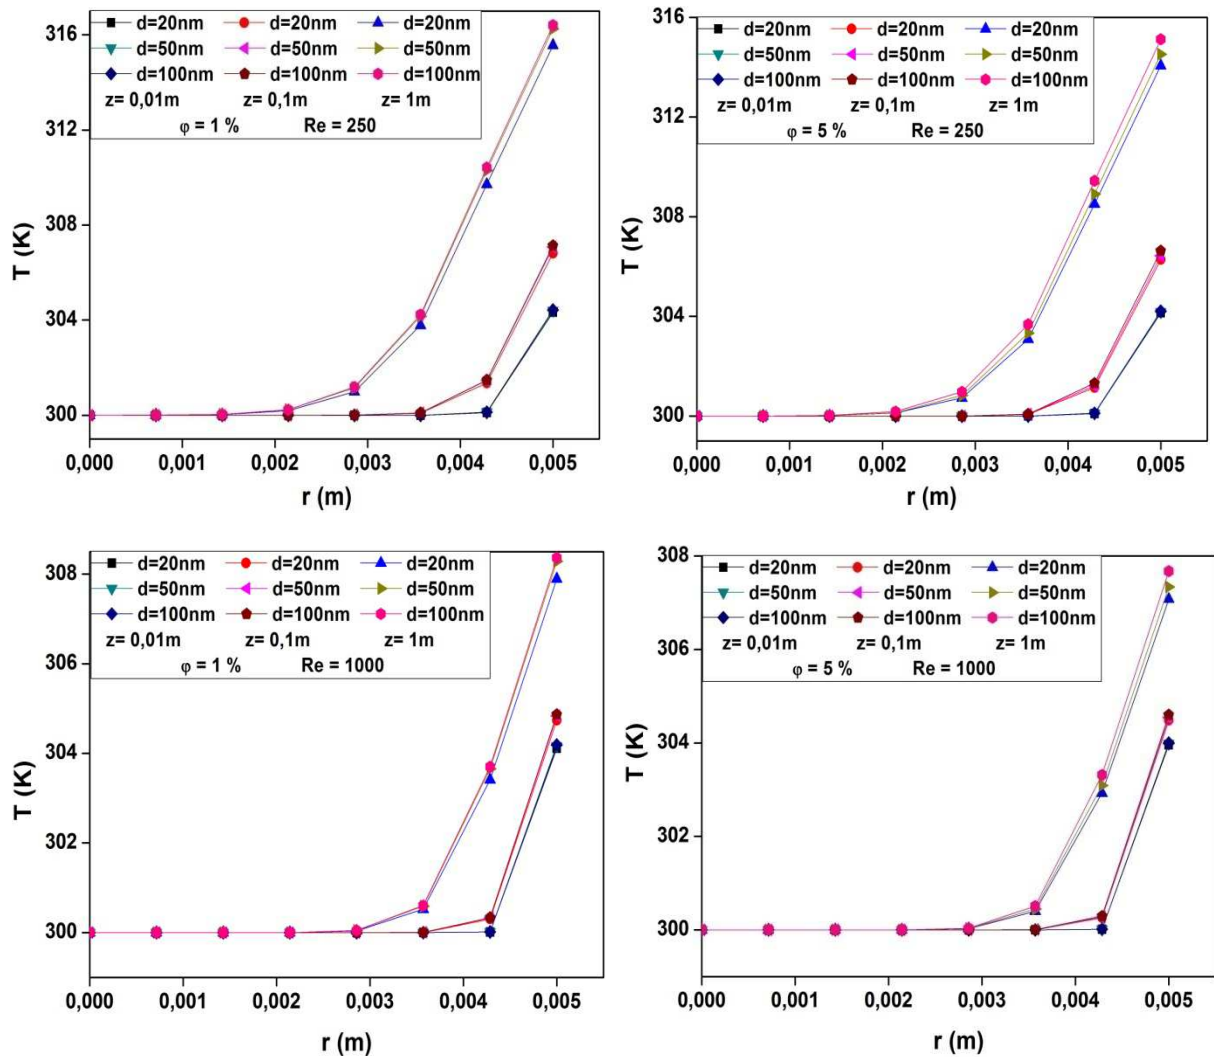 316
312
308
304
300
T (K)
d=20nm d=20nm d=20nm
d=50nm d=50nm d=50nm
d=100nm d=100nm d=100nm
z= 0,01m z= 0,1m z= 1m
φ = 1 % Re = 250
0,000 0,001 0,002 0,003 0,004 0,005
r (m)
316
312
308
304
300
T (K)
d=20nm d=20nm d=20nm
d=50nm d=50nm d=50nm
d=100nm d=100nm d=100nm
z= 0,01m z= 0,1m z= 1m
φ = 5 % Re = 250
0,000 0,001 0,002 0,003 0,004 0,005
r (m)
308
306
304
302
300
T (K)
d=20nm d=20nm d=20nm
d=50nm d=50nm d=50nm
d=100nm d=100nm d=100nm
z= 0,01m z= 0,1m z= 1m
φ = 1 % Re = 1000
0,000 0,001 0,002 0,003 0,004 0,005
r (m)
308
306
304
302
300
T (K)
d=20nm d=20nm d=20nm
d=50nm d=50nm d=50nm
d=100nm d=100nm d=100nm
z= 0,01m z= 0,1m z= 1m
φ = 5 % Re = 1000
0,000 0,001 0,002 0,003 0,004 0,005
r (m)